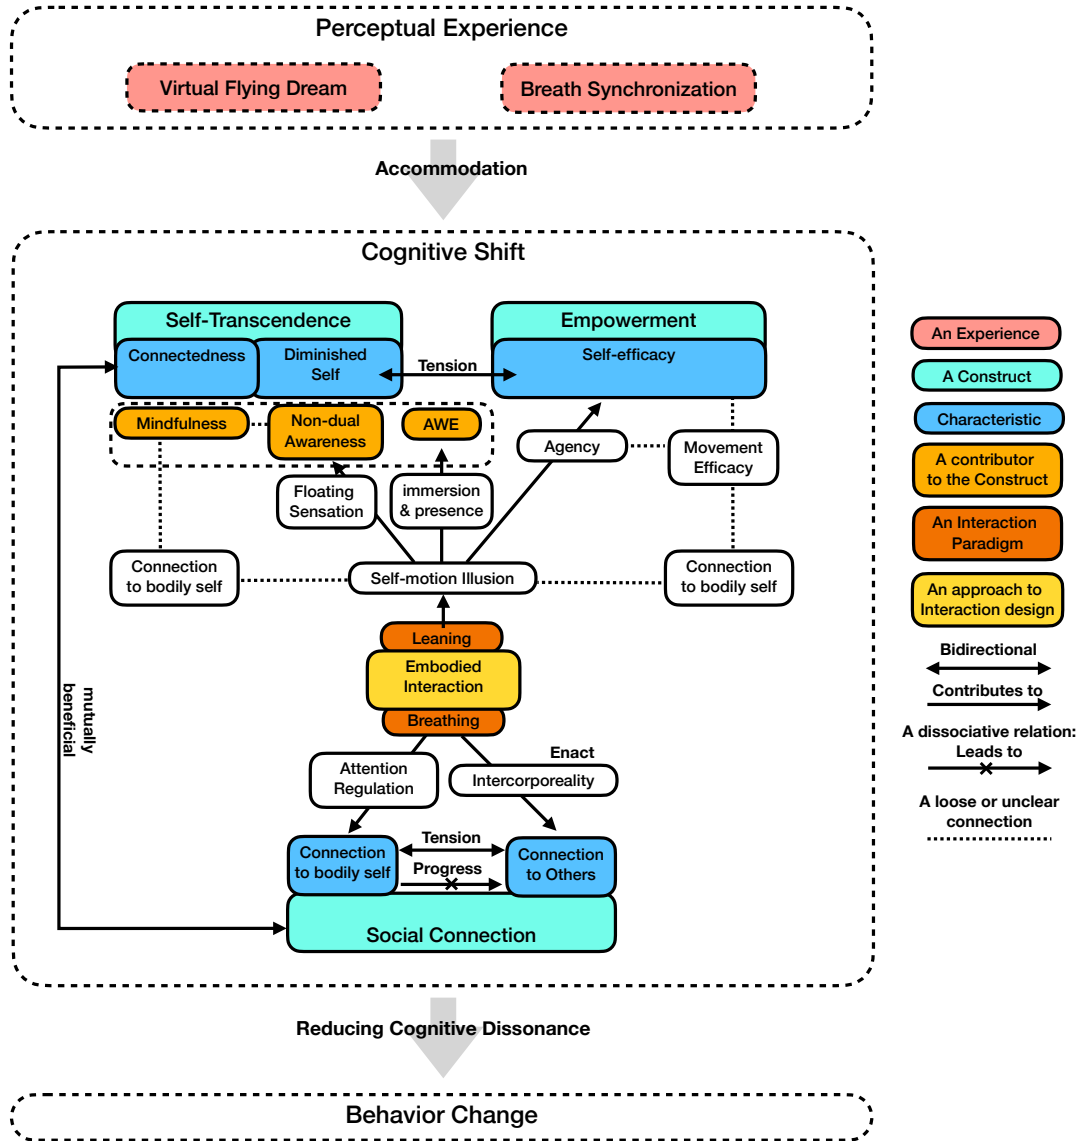 Perceptual Experience
Virtual Flying Dream
Breath Synchronization
Accommodation
Cognitive Shift
Self-Transcendence
Empowerment
Connectedness
Diminished
Self
Tension
Self-efficacy
Mindfulness
Non-dual
Awareness
AWE
Agency
Movement
Efficacy
Floating
Sensation
immersion
& presence
Connection
to bodily self
Self-motion Illusion
Connection
to bodily self
Leaning
Embodied
Interaction
Breathing
mutually
beneficial
Attention
Regulation
Enact
Intercorporeality
Connection
to bodily self
Tension
Progress
Connection
to Others
Social Connection
An Experience
A Construct
Characteristic
A contributor
to the Construct
An Interaction
Paradigm
An approach to
Interaction design
Bidirectional
Contributes to
A dissociative relation:
Leads to
A loose or unclear
connection
Reducing Cognitive Dissonance
Behavior Change